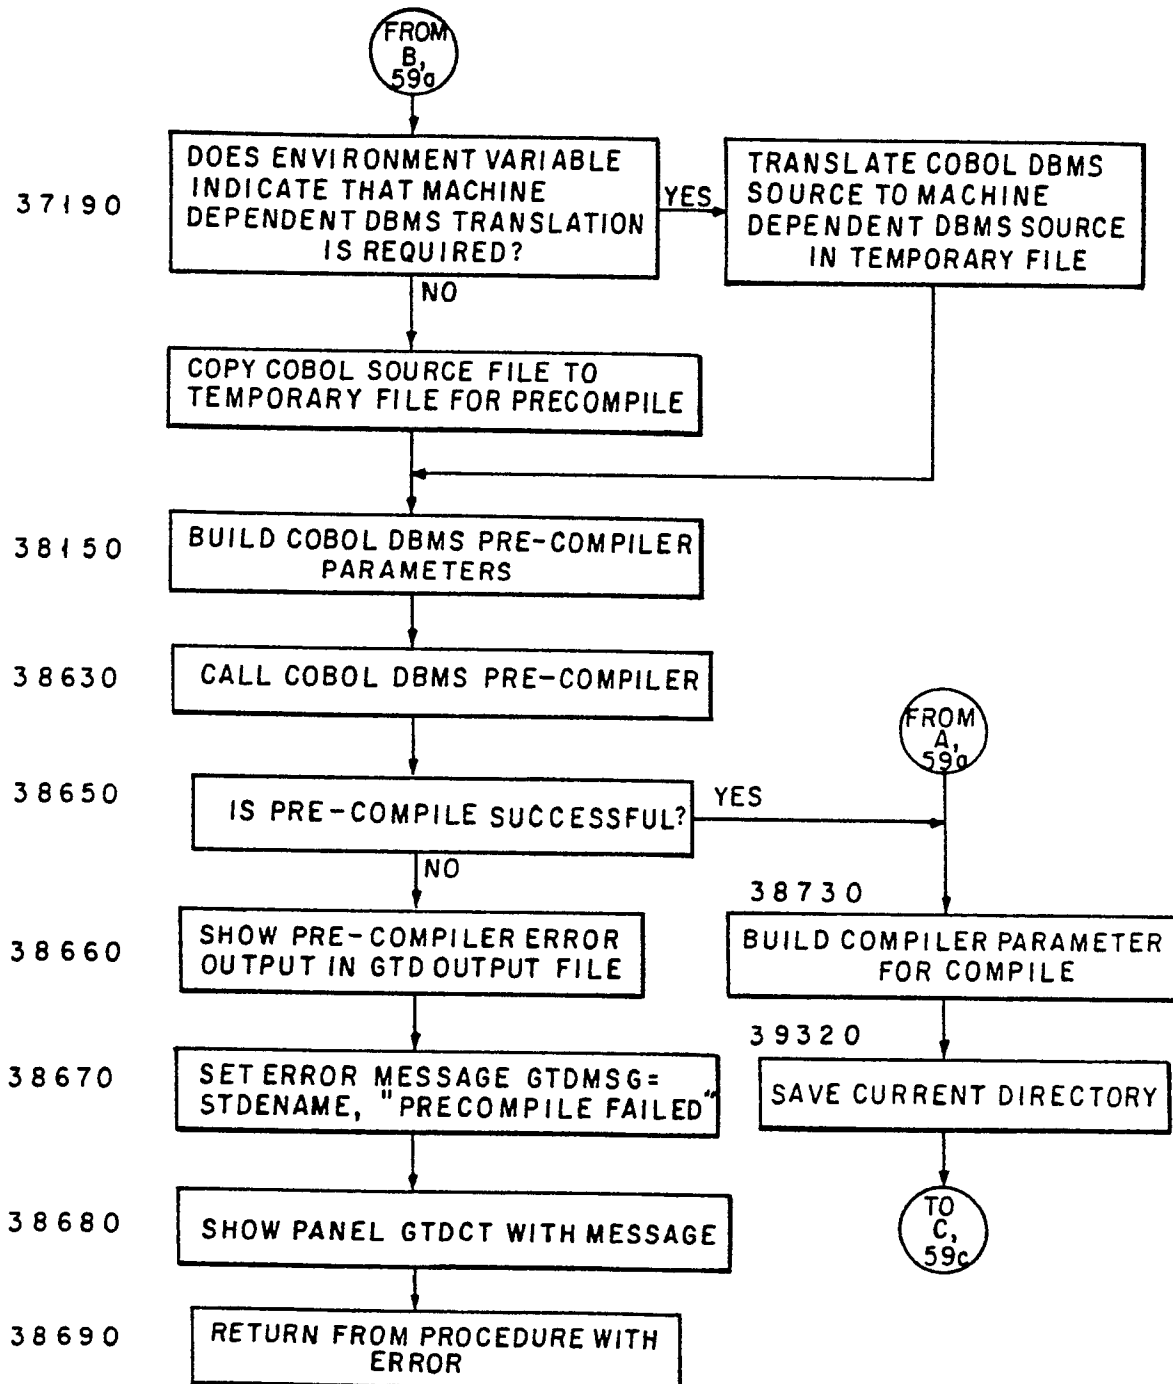 FROM
B,
59a
37190
DOES ENVIRONMENT VARIABLE
INDICATE THAT MACHINE
DEPENDENT DBMS TRANSLATION
IS REQUIRED?
YES
TRANSLATE COBOL DBMS
SOURCE TO MACHINE
DEPENDENT DBMS SOURCE
IN TEMPORARY FILE
NO
COPY COBOL SOURCE FILE TO
TEMPORARY FILE FOR PRECOMPILE
38150
BUILD COBOL DBMS PRE-COMPILER
PARAMETERS
38630
CALL COBOL DBMS PRE-COMPILER
FROM
A,
59a
38650
IS PRE-COMPILE SUCCESSFUL?
YES
NO
38730
38660
SHOW PRE-COMPILER ERROR
OUTPUT IN GTD OUTPUT FILE
BUILD COMPILER PARAMETER
FOR COMPILE
39320
38670
SET ERROR MESSAGE GTDMSG=
STDENAME, "PRECOMPILE FAILED"
SAVE CURRENT DIRECTORY
38680
SHOW PANEL GTDCT WITH MESSAGE
TO
C,
59c
38690
RETURN FROM PROCEDURE WITH
ERROR